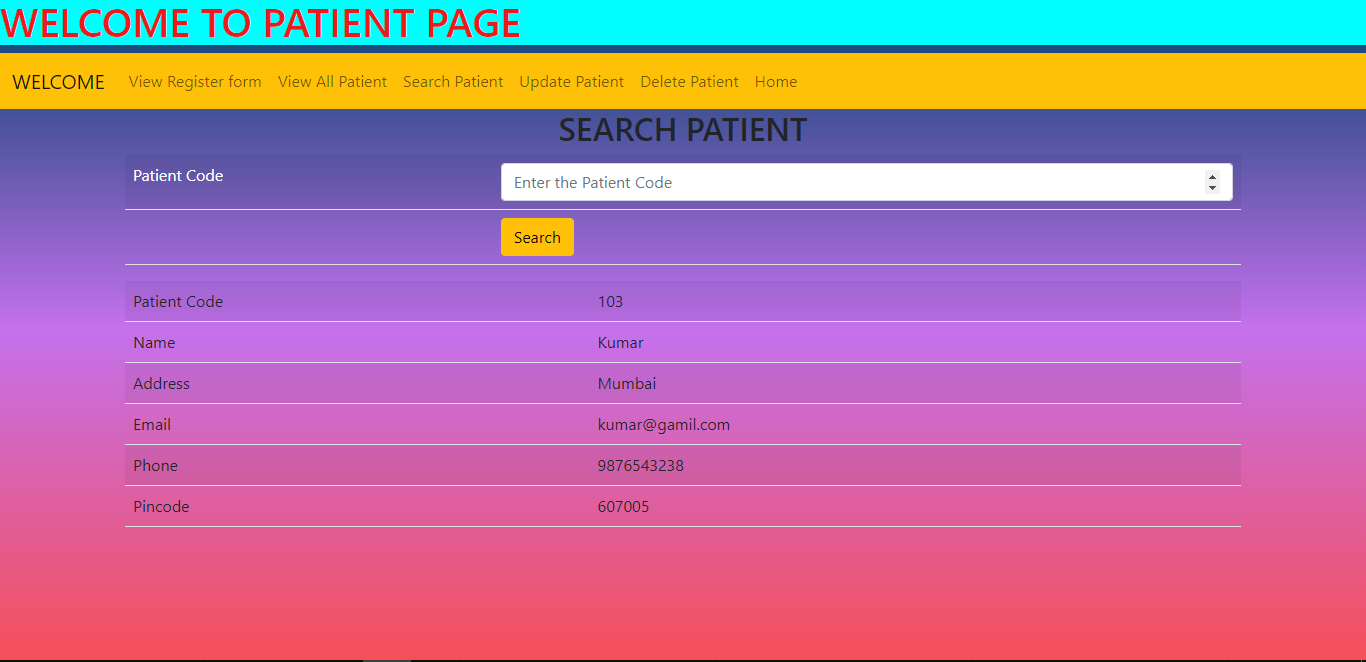 WELCOME TO PATIENT PAGE
WELCOME View Register form View All Patient Search Patient Update Patient Delete Patient Home
SEARCH PATIENT
Patient Code Enter the Patient Code
Search
Patient Code 103
Name Kumar
Address Mumbai
Email kumar@gamil.com
Phone 9876543238
Pincode 607005